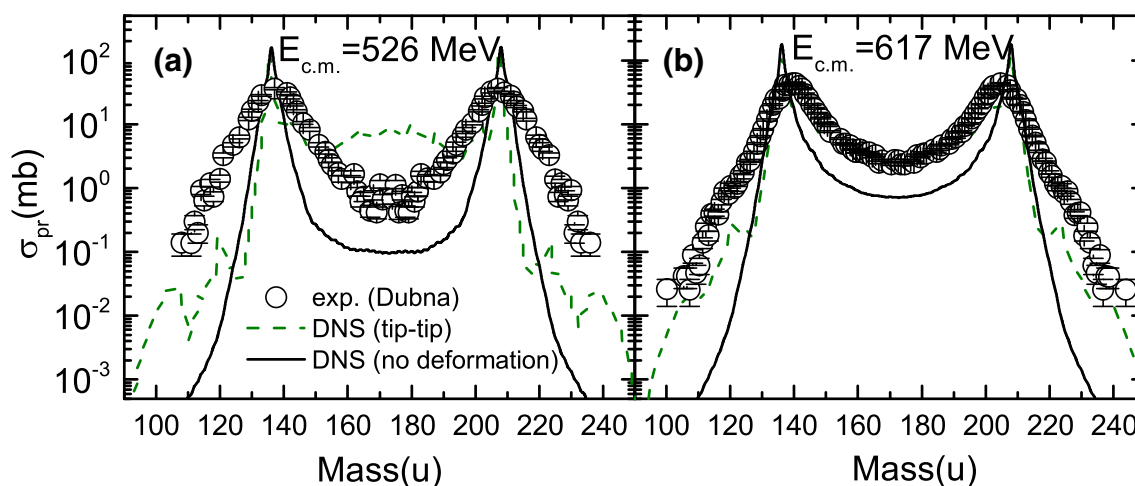 (a) E_c.m.=526 MeV
(b) E_c.m.=617 MeV
σ_pr(mb)
10^2
10^1
10^0
10^-1
10^-2
10^-3
exp. (Dubna)
DNS (tip-tip)
DNS (no deformation)
100 120 140 160 180 200 220 240
100 120 140 160 180 200 220 240
Mass(u)
Mass(u)